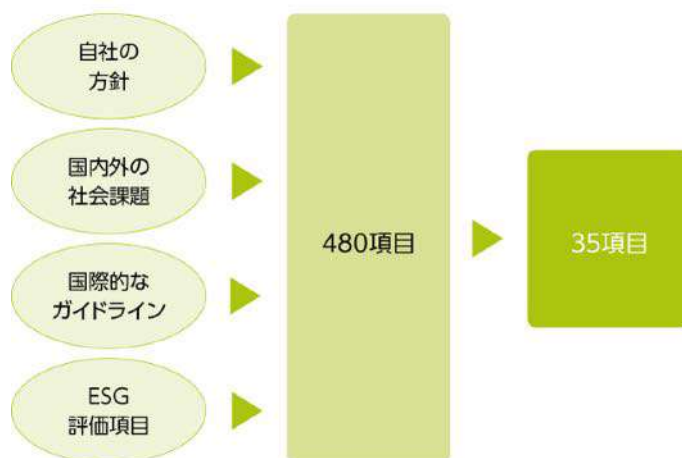 自社の
方針
国内外の
社会課題
国際的な
ガイドライン
ESG
評価項目
480項目
35項目